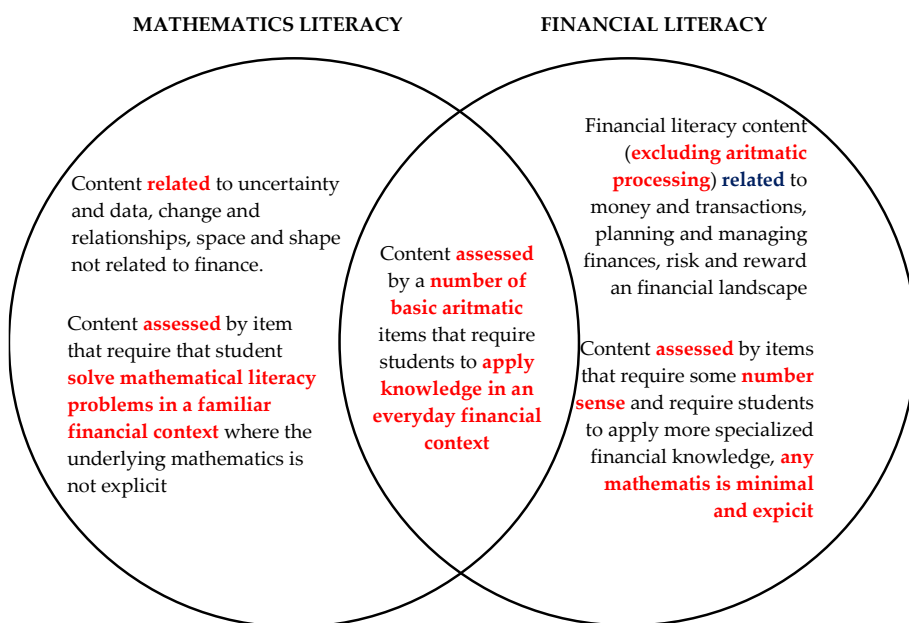 MATHEMATICS LITERACY
FINANCIAL LITERACY
Content related to uncertainty
and data, change and
relationships, space and shape
not related to finance.
Content assessed by item
that require that student
solve mathematical literacy
problems in a familiar
financial context where the
underlying mathematics is
not explicit
Content assessed
by a number of
basic aritmatic
items that require
students to apply
knowledge in an
everyday financial
context
Financial literacy content
(excluding aritmatic
processing) related to
money and transactions,
planning and managing
finances, risk and reward
an financial landscape
Content assessed by items
that require some number
sense and require students
to apply more specialized
financial knowledge, any
mathematis is minimal
and expicit